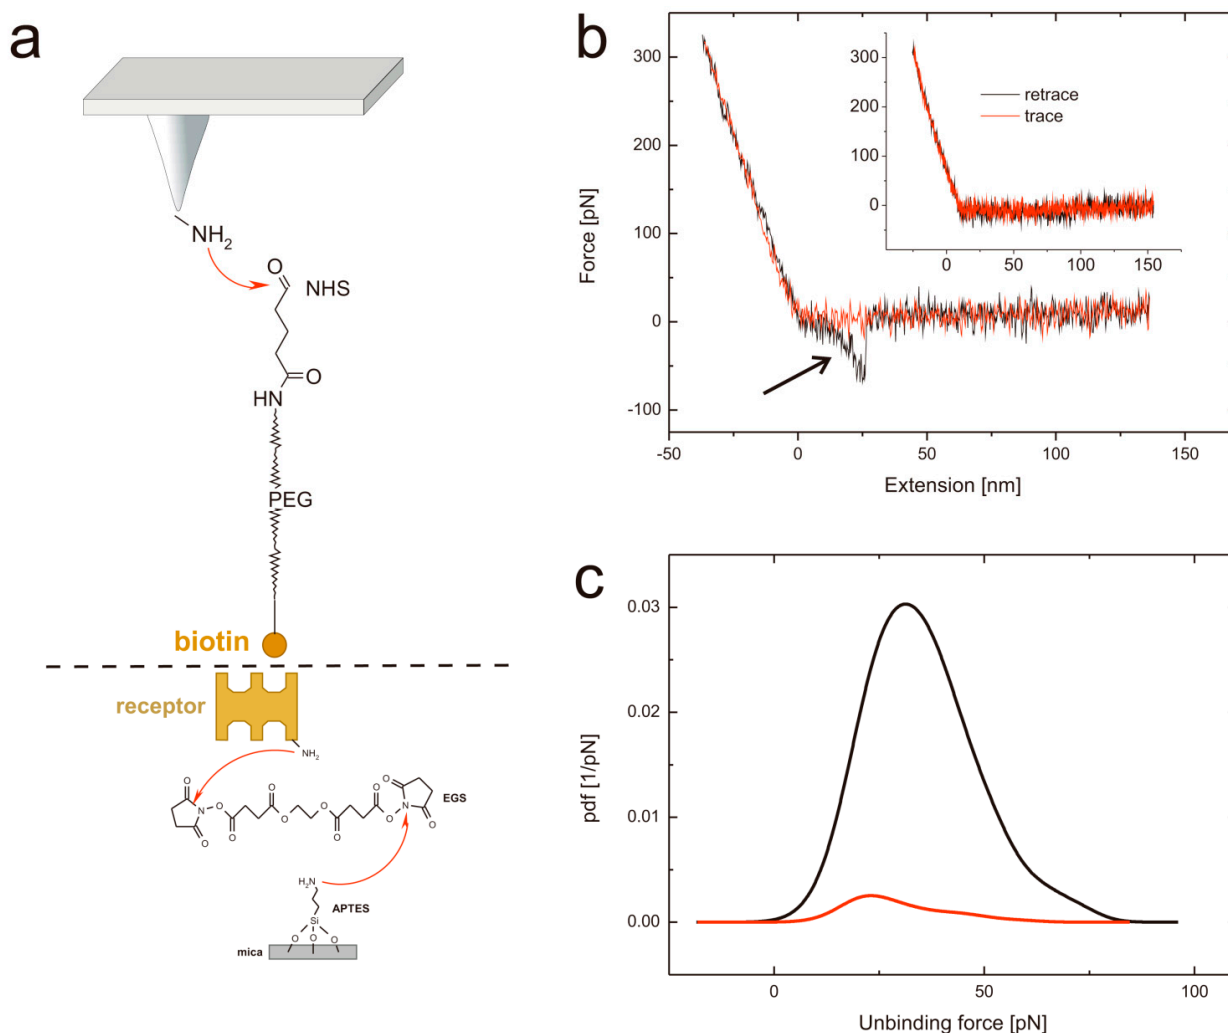 a
NH2
O
NHS
O
HN
PEG
biotin
receptor
NH2
O
O
O
O
N
O
O
N
EGS
O
O
O
O
O
O
H2N
APTES
Si
O
O
O
mica
b
300
200
100
0
-100
Force [pN]
-50
0
50
100
150
Extension [nm]
300
200
100
0
0
50
100
150
retrace
trace
c
0.03
0.02
0.01
0.00
pdf [1/pN]
0
50
100
Unbinding force [pN]